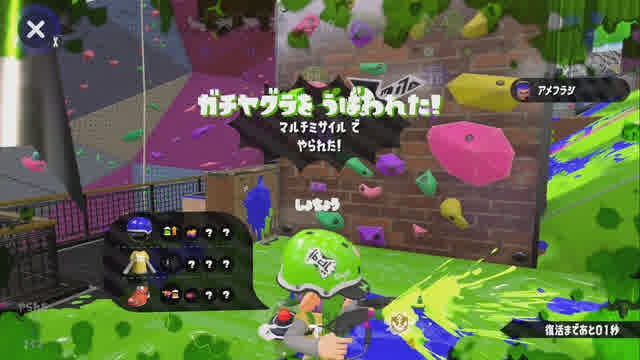 X
ガチヤグラを うばわれた!
マルチミサイル で
やられた!
アメフラシ
しょちょう
? ?
? ? ?
? ?
復活まであと01秒